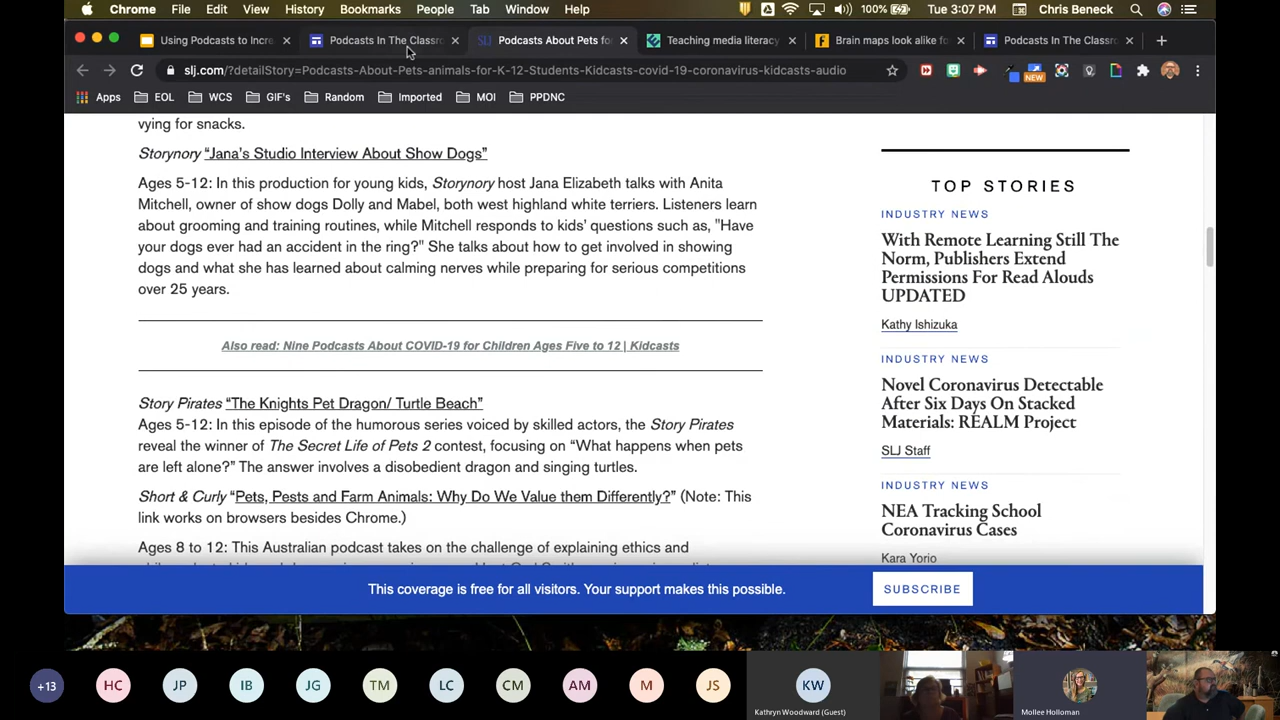 Chrome File Edit View History Bookmarks People Tab Window Help 100% Tue 3:07 PM Chris Beneck
Using Podcasts to Incre Podcasts In The Classro Podcasts About Pets fo Teaching media literacy Brain maps look alike fo Podcasts In The Classro
slj.com/?detailStory=Podcasts-About-Pets-animals-for-K-12-Students-Kidcasts-covid-19-coronavirus-kidcasts-audio
NEW
Apps EOL WCS GIF's Random Imported MOI PPDNC
vying for snacks.
Storynory “Jana’s Studio Interview About Show Dogs”
Ages 5-12: In this production for young kids, Storynory host Jana Elizabeth talks with Anita
Mitchell, owner of show dogs Dolly and Mabel, both west highland white terriers. Listeners learn
about grooming and training routines, while Mitchell responds to kids’ questions such as, "Have
your dogs ever had an accident in the ring?" She talks about how to get involved in showing
dogs and what she has learned about calming nerves while preparing for serious competitions
over 25 years.
Also read: Nine Podcasts About COVID-19 for Children Ages Five to 12 | Kidcasts
Story Pirates “The Knights Pet Dragon/ Turtle Beach”
Ages 5-12: In this episode of the humorous series voiced by skilled actors, the Story Pirates
reveal the winner of The Secret Life of Pets 2 contest, focusing on “What happens when pets
are left alone?” The answer involves a disobedient dragon and singing turtles.
Short & Curly “Pets, Pests and Farm Animals: Why Do We Value them Differently?” (Note: This
link works on browsers besides Chrome.)
Ages 8 to 12: This Australian podcast takes on the challenge of explaining ethics and
TOP STORIES
INDUSTRY NEWS
With Remote Learning Still The
Norm, Publishers Extend
Permissions For Read Alouds
UPDATED
Kathy Ishizuka
INDUSTRY NEWS
Novel Coronavirus Detectable
After Six Days On Stacked
Materials: REALM Project
SLJ Staff
INDUSTRY NEWS
NEA Tracking School
Coronavirus Cases
Kara Yorio
This coverage is free for all visitors. Your support makes this possible. SUBSCRIBE
+13 HC JP IB JG TM LC CM AM M JS KW
Kathryn Woodward (Guest) Mollee Holloman